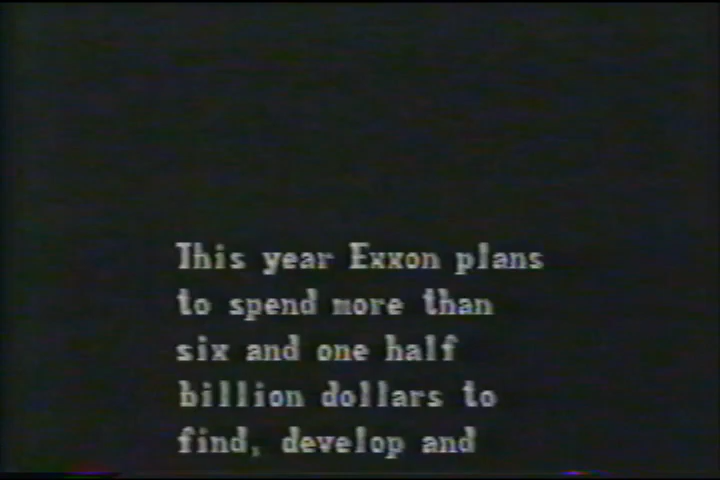 This year Exxon plans
to spend more than
six and one half
billion dollars to
find, develop and